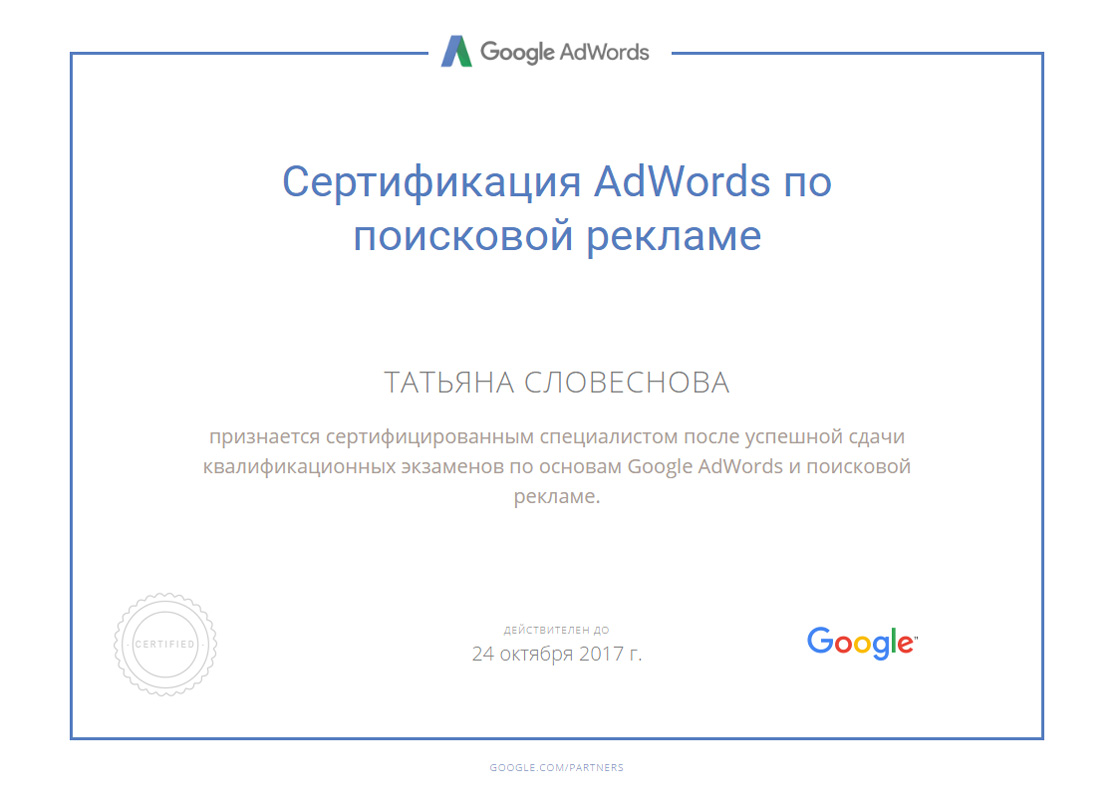 Google AdWords
Сертификация AdWords по
поисковой рекламе
ТАТЬЯНА СЛОВЕСНОВА
признается сертифицированным специалистом после успешной сдачи
квалификационных экзаменов по основам Google AdWords и поисковой
рекламе.
CERTIFIED
ДЕЙСТВИТЕЛЕН ДО
24 октября 2017 г.
Google™
GOOGLE.COM/PARTNERS